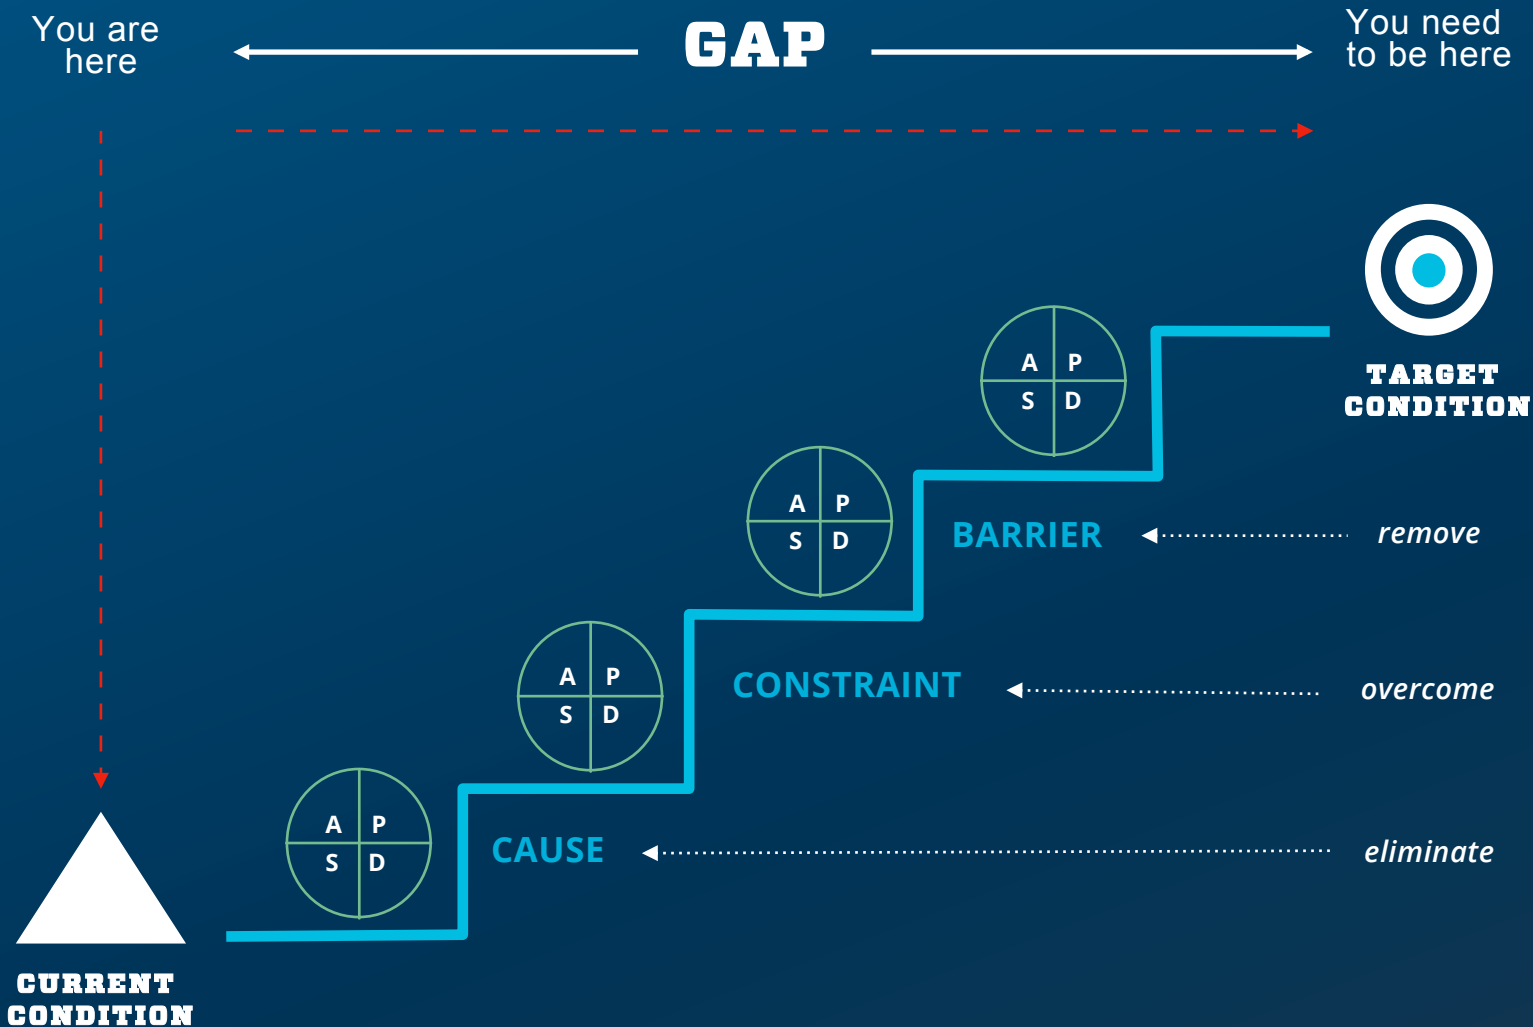 You are
here
GAP
You need
to be here
TARGET
CONDITION
A P
S D
A P
S D
BARRIER
remove
A P
S D
CONSTRAINT
overcome
A P
S D
CAUSE
eliminate
CURRENT
CONDITION